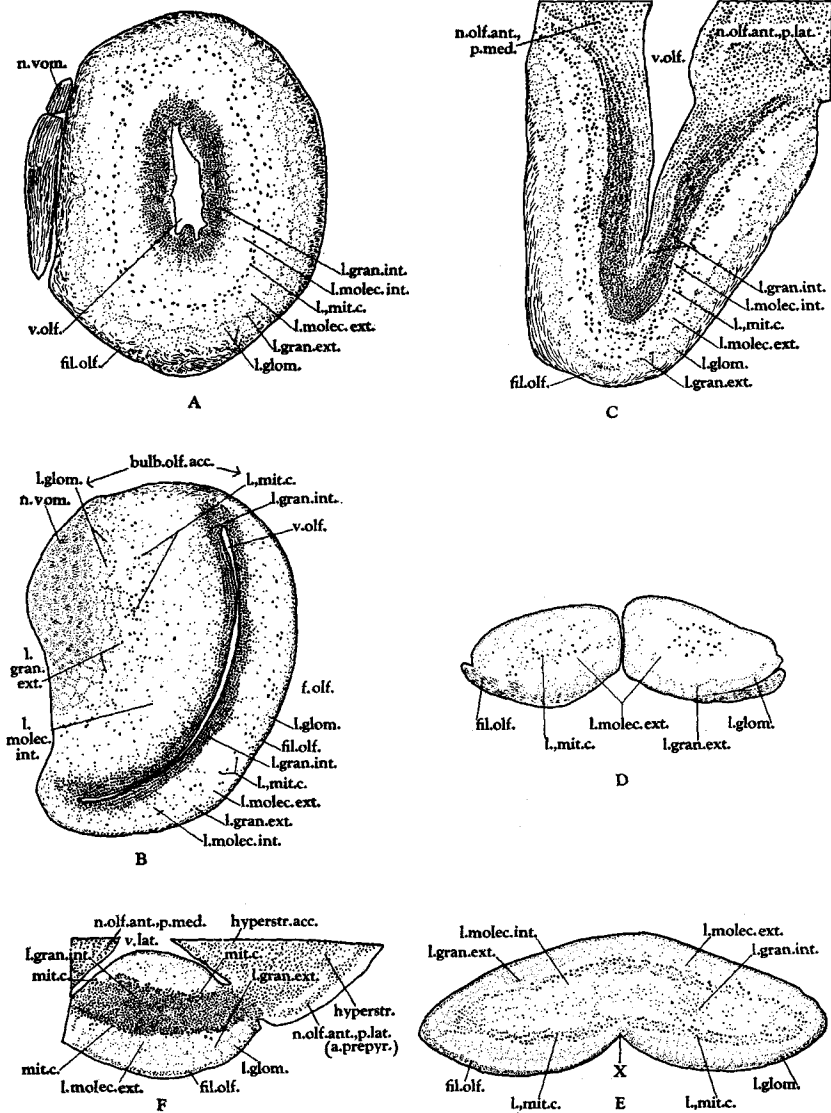 n.vom.
l.gran.int.
l.molec.int.
l.,mit.c.
l.molec.ext.
l.gran.ext.
l.glom.
v.olf.
fil.olf.
A
n.olf.ant.,
p.med.
v.olf.
n.olf.ant.,p.lat.
l.gran.int.
l.molec.int.
l.,mit.c.
l.molec.ext.
l.glom.
l.gran.ext.
fil.olf.
C
bulb.olf.acc.
l.glom.
n.vom.
l.,mit.c.
l.gran.int.
v.olf.
l.
gran.
ext.
l.
molec.
int.
f.olf.
l.glom.
fil.olf.
l.gran.int.
l.,mit.c.
l.molec.ext.
l.gran.ext.
l.molec.int.
B
fil.olf.
l.,mit.c.
l.molec.ext.
l.gran.ext.
l.glom.
D
n.olf.ant.,p.med.
v.lat.
hyperstr.acc.
l.gran.int.
mit.c.
mit.c.
l.gran.ext.
hyperstr.
n.olf.ant.,p.lat.
(a.prepyr.)
l.glom.
mit.c.
l.molec.ext.
fil.olf.
F
l.molec.int.
l.gran.ext.
l.molec.ext.
l.gran.int.
fil.olf.
l.,mit.c.
X
l.,mit.c.
l.glom.
E